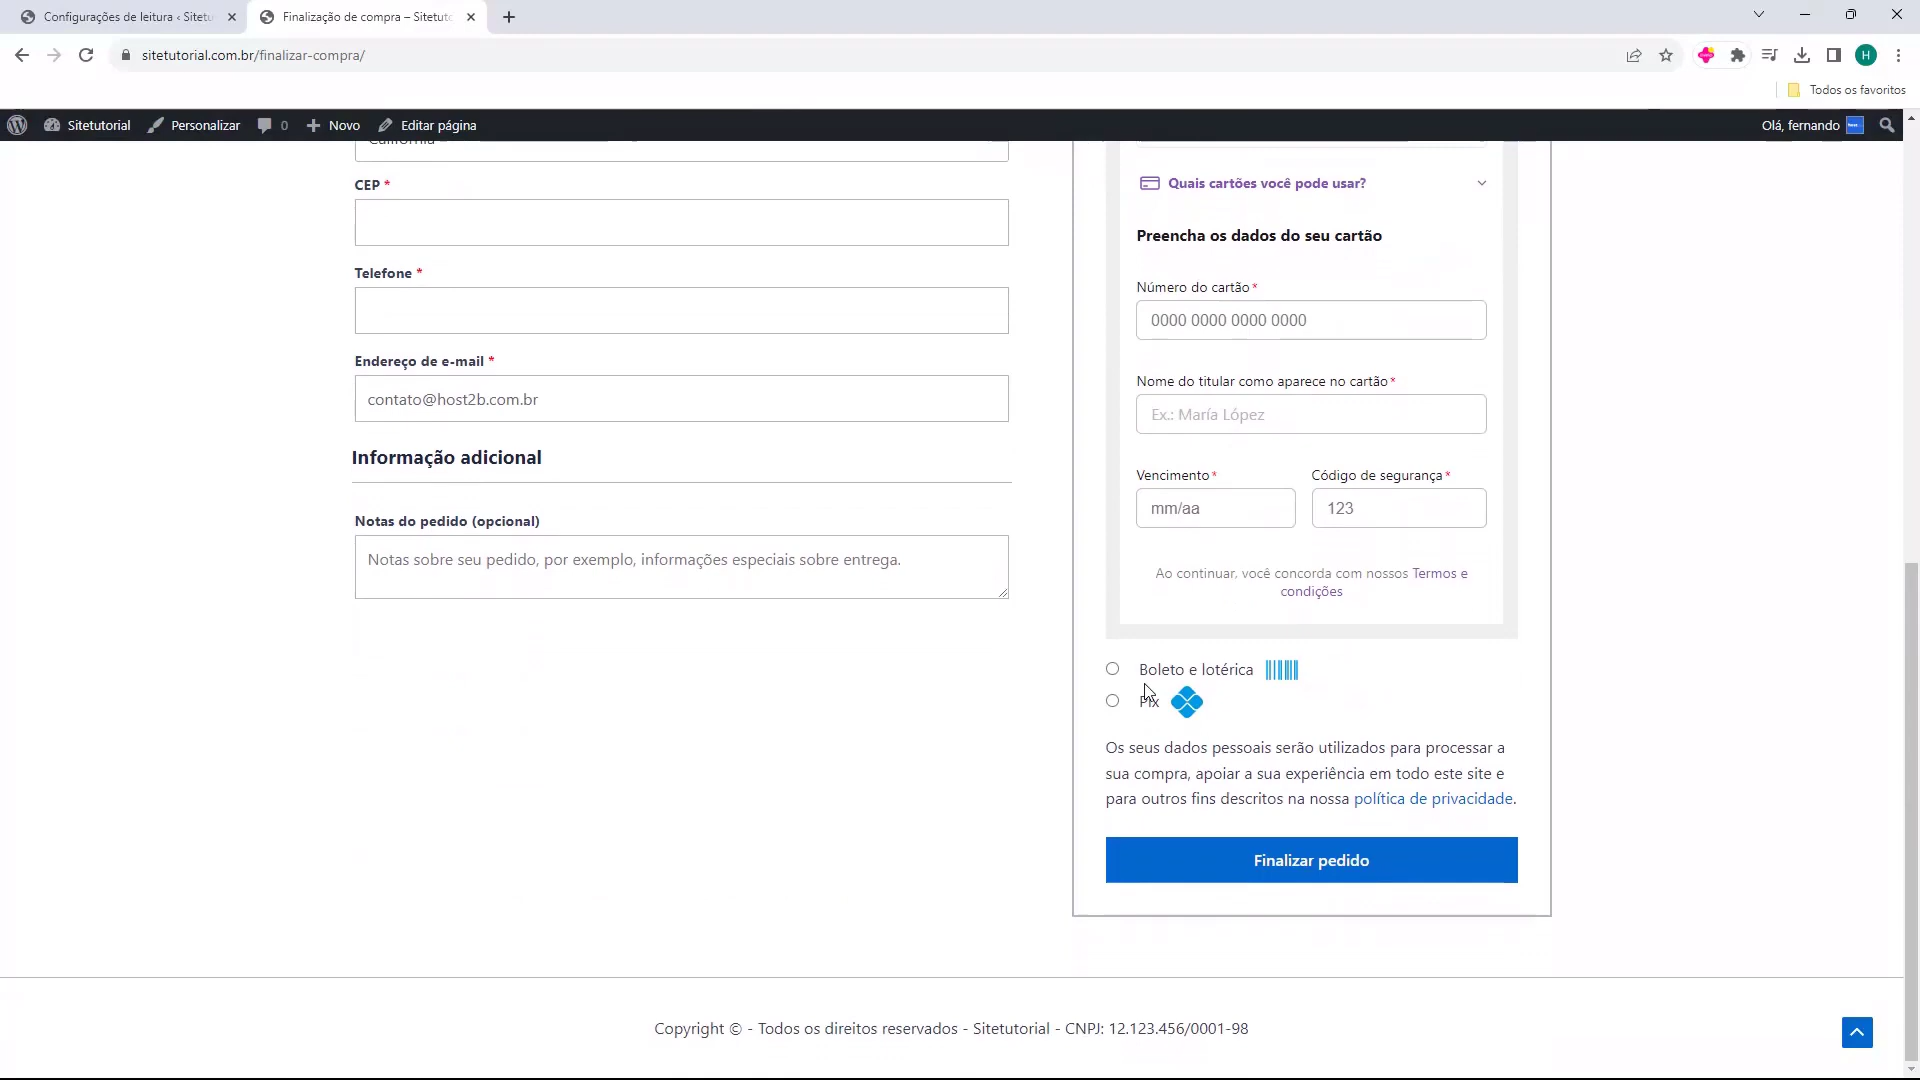 Configurações de leitura ‹ Sitetu
Finalização de compra – Sitetuto
sitetutorial.com.br/finalizar-compra/
H
Todos os favoritos
Sitetutorial
Personalizar
0
Novo
Editar página
Olá, fernando
Califórnia
CEP *
Telefone *
Endereço de e-mail *
contato@host2b.com.br
Informação adicional
Notas do pedido (opcional)
Notas sobre seu pedido, por exemplo, informações especiais sobre entrega.
Quais cartões você pode usar?
Preencha os dados do seu cartão
Número do cartão*
0000 0000 0000 0000
Nome do titular como aparece no cartão*
Ex.: María López
Vencimento* Código de segurança*
mm/aa 123
Ao continuar, você concorda com nossos Termos e
condições
Boleto e lotérica
Pix
Os seus dados pessoais serão utilizados para processar a
sua compra, apoiar a sua experiência em todo este site e
para outros fins descritos na nossa política de privacidade.
Finalizar pedido
Copyright © - Todos os direitos reservados - Sitetutorial - CNPJ: 12.123.456/0001-98